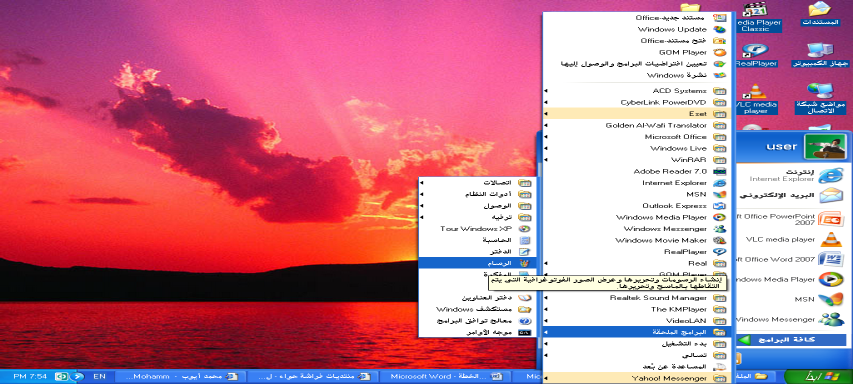 المستندات
جهاز الكمبيوتر
مواضع شبكة الاتصال
edia Player Classic
RealPlayer
VLC media player
user
إنترنت
Internet Explorer
البريد الإلكتروني
ft Office PowerPoint 2007
VLC media player
ft Office Word 2007
ndows Media Player
MSN
Windows Messenger
كافة البرامج
مستند جديد-Office
Windows Update
فتح مستند-Office
GOM Player
تعيين افتراضيات البرامج والوصول إليها
نشرة Windows
ACD Systems
CyberLink PowerDVD
Eset
Golden Al-Wafi Translator
Microsoft Office
Windows Live
WinRAR
Adobe Reader 7.0
Internet Explorer
MSN
Outlook Express
Windows Media Player
Windows Messenger
Windows Movie Maker
RealPlayer
Real
GOM Player
Realtek Sound Manager
The KMPlayer
VideoLAN
البرامج الملحقة
بدء التشغيل
تسالي
المساعدة عن بُعد
Yahoo! Messenger
اتصالات
أدوات النظام
الوصول
ترفيه
Tour Windows XP
الحاسبة
الدفتر
الرسام
المفكرة
دفتر العناوين
مستكشف Windows
معالج توافق البرامج
موجه الأوامر
إنشاء الرسومات وتحريرها وعرض الصور الفوتوغرافية التي يتم
التقاطها بالماسح وتحريرها.
ابدأ
الملف
Mic
Microsoft Word - الخطة...
منتديات فراشة حواء - ل...
محمد أيوب - Mohamm...
EN
PM 7:54